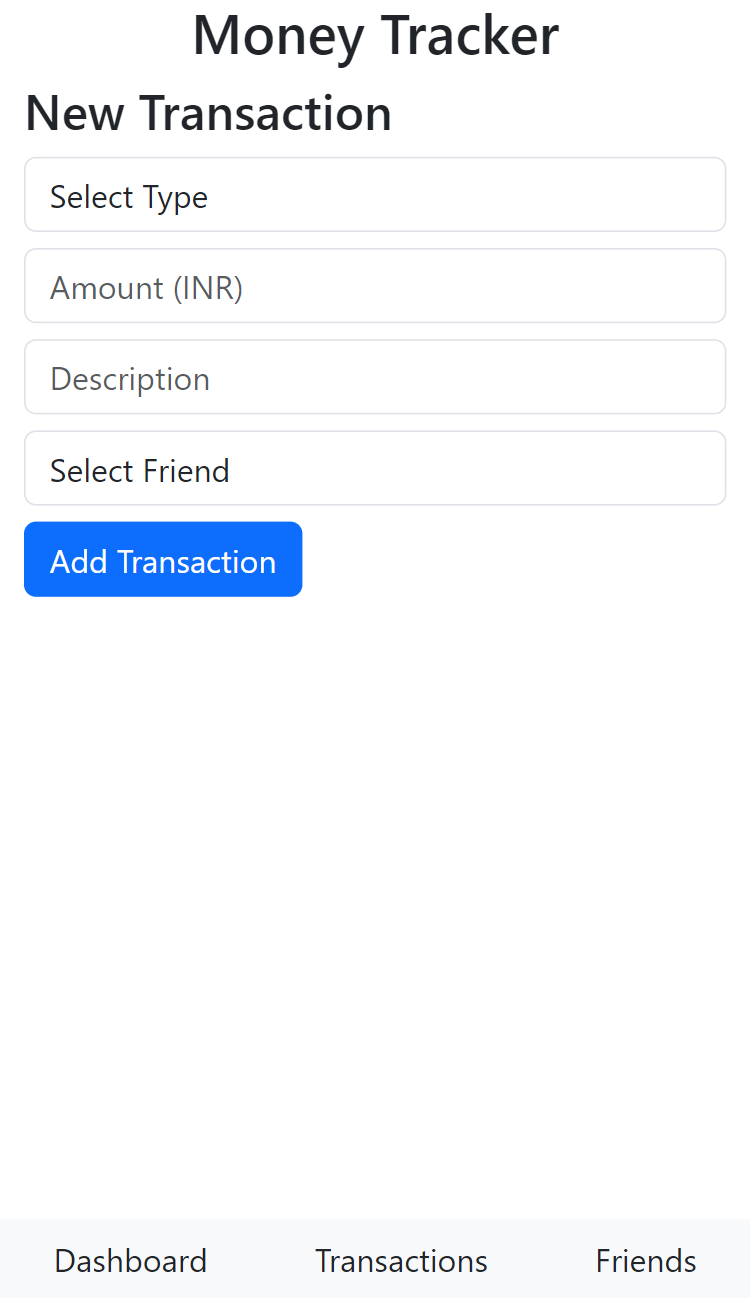 Money Tracker
New Transaction
Select Type
Amount (INR)
Description
Select Friend
Add Transaction
Dashboard Transactions Friends